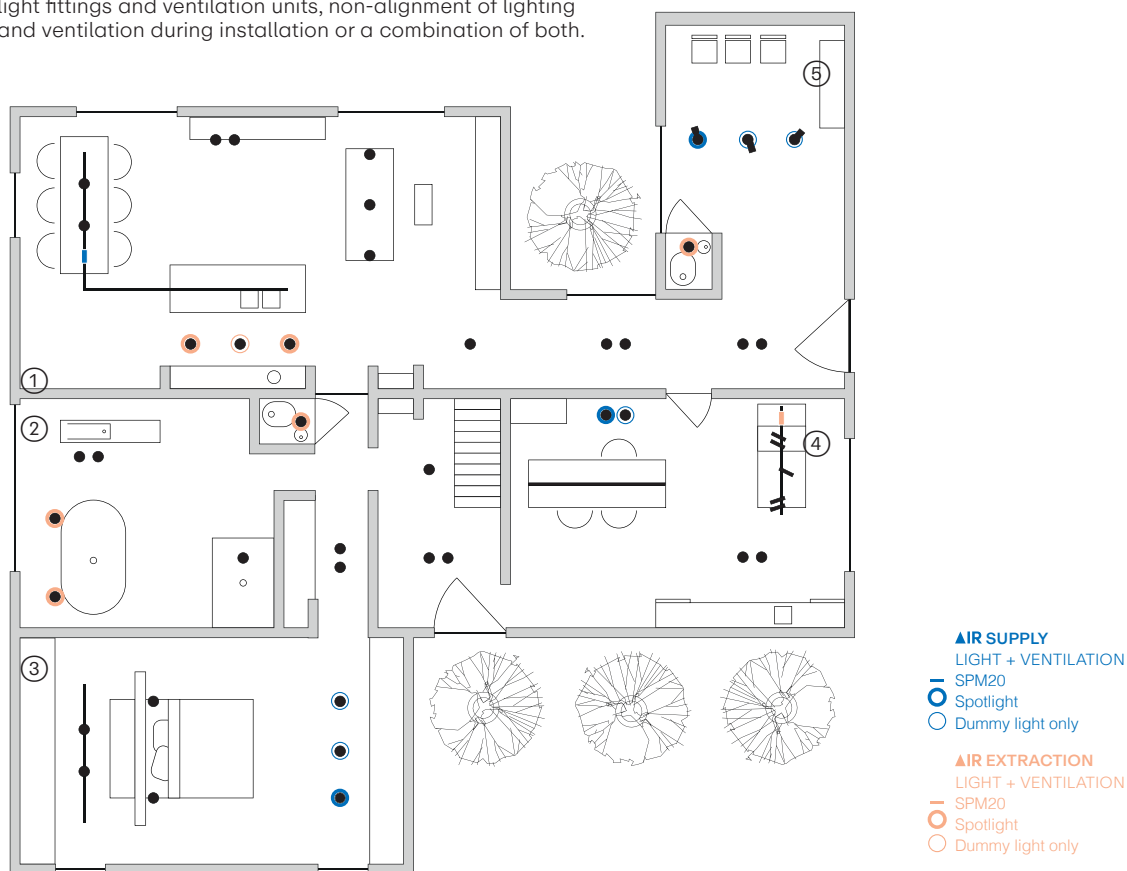 light fittings and ventilation units, non-alignment of lighting
and ventilation during installation or a combination of both.
5
1
2
4
3
AIR SUPPLY
LIGHT + VENTILATION
SPM20
Spotlight
Dummy light only
AIR EXTRACTION
LIGHT + VENTILATION
SPM20
Spotlight
Dummy light only